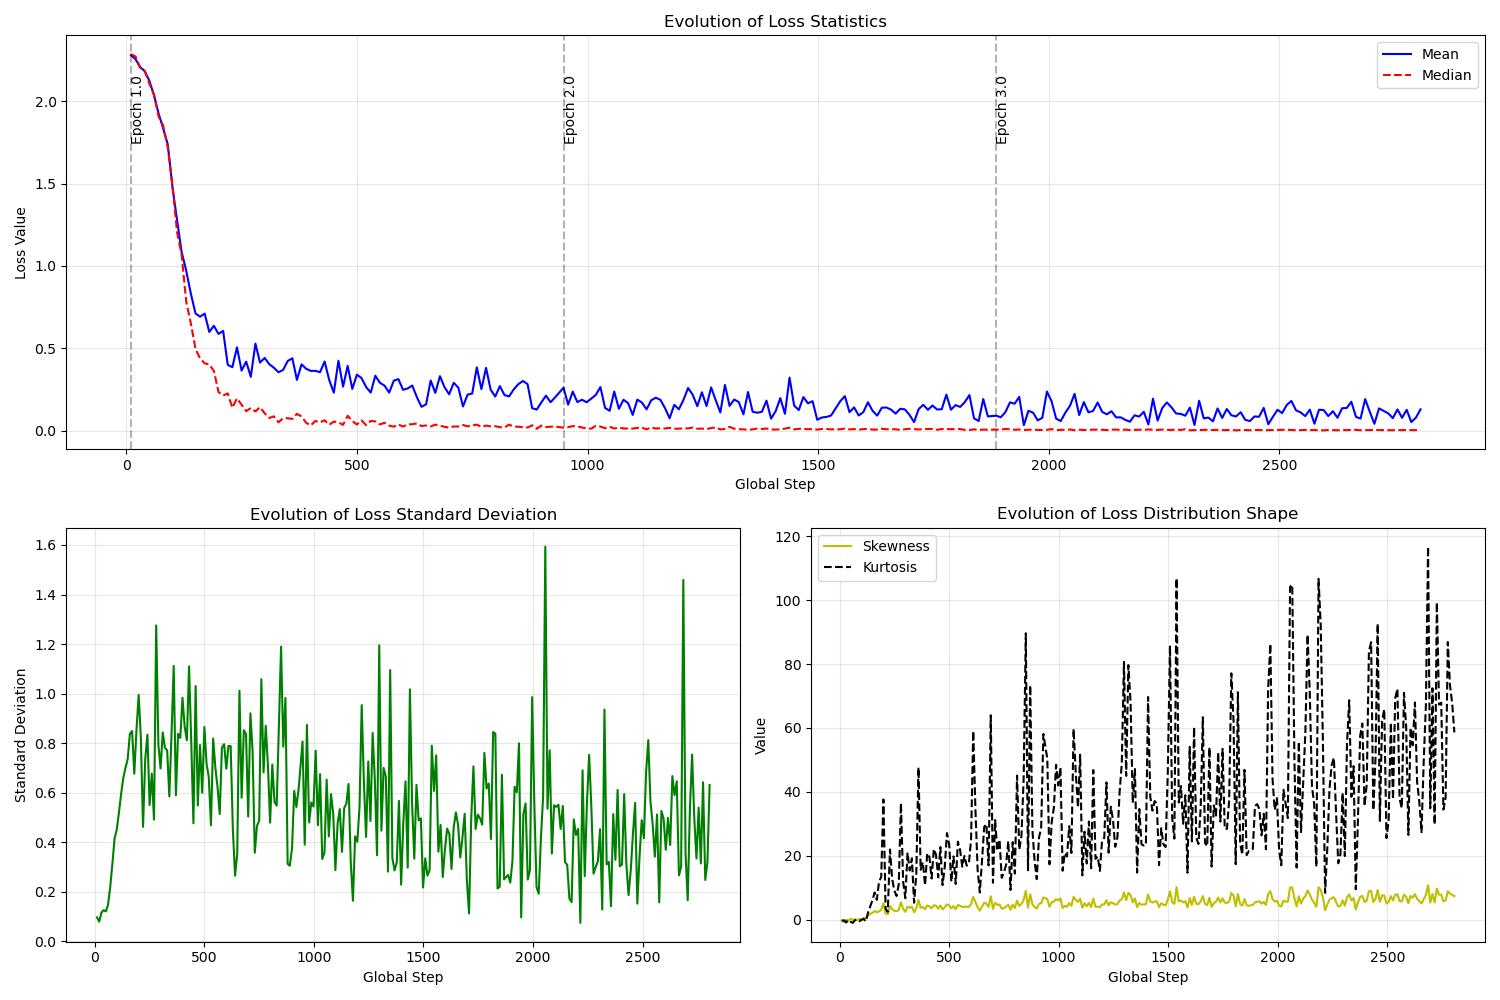 Evolution of Loss Statistics
Loss Value
2.0
1.5
1.0
0.5
0.0
Epoch 1.0
Epoch 2.0
Epoch 3.0
Mean
Median
0 500 1000 1500 2000 2500
Global Step
Evolution of Loss Standard Deviation
Standard Deviation
1.6
1.4
1.2
1.0
0.8
0.6
0.4
0.2
0.0
0 500 1000 1500 2000 2500
Global Step
Evolution of Loss Distribution Shape
Value
120
100
80
60
40
20
0
Skewness
Kurtosis
0 500 1000 1500 2000 2500
Global Step